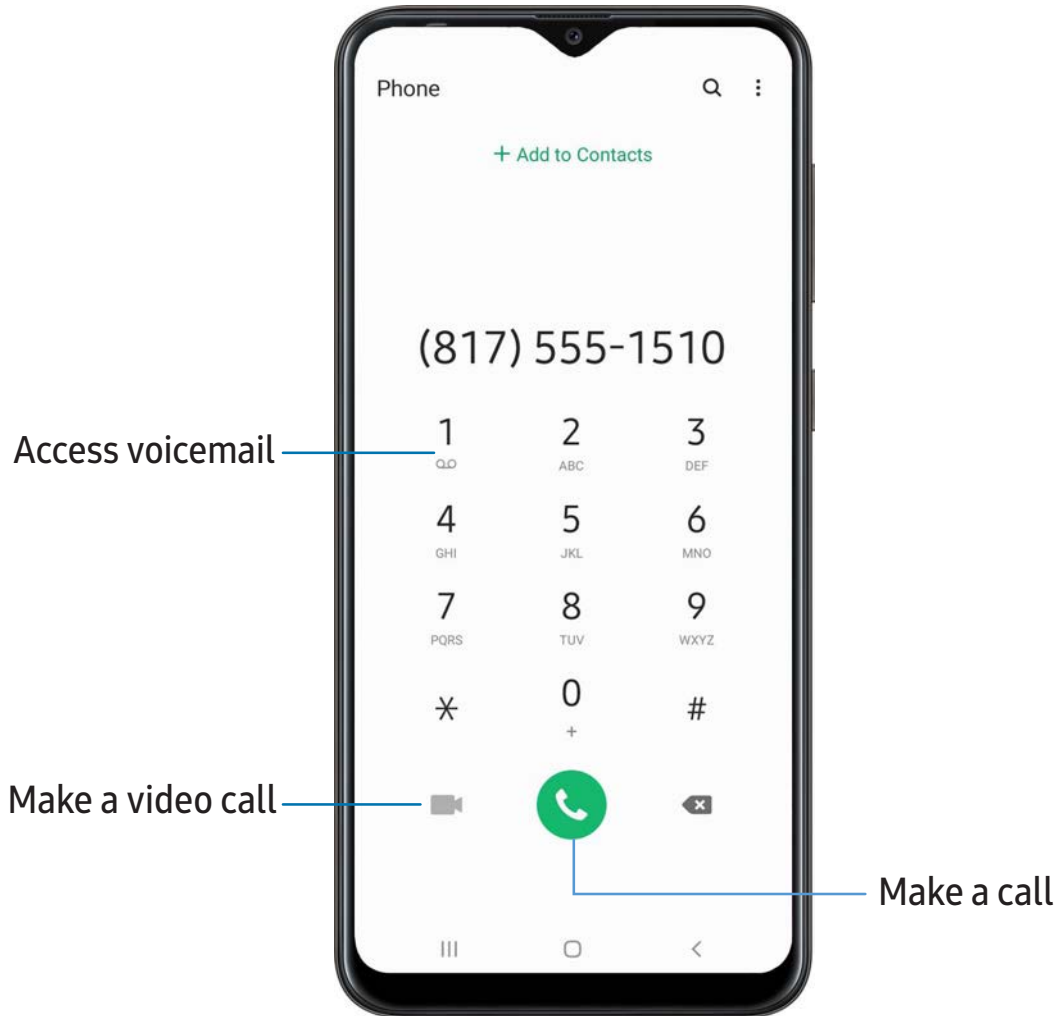 Phone
+ Add to Contacts
(817) 555-1510
Access voicemail
1 2 3
ABC DEF
4 5 6
GHI JKL MNO
7 8 9
PQRS TUV WXYZ
* 0 #
+
Make a video call
Make a call